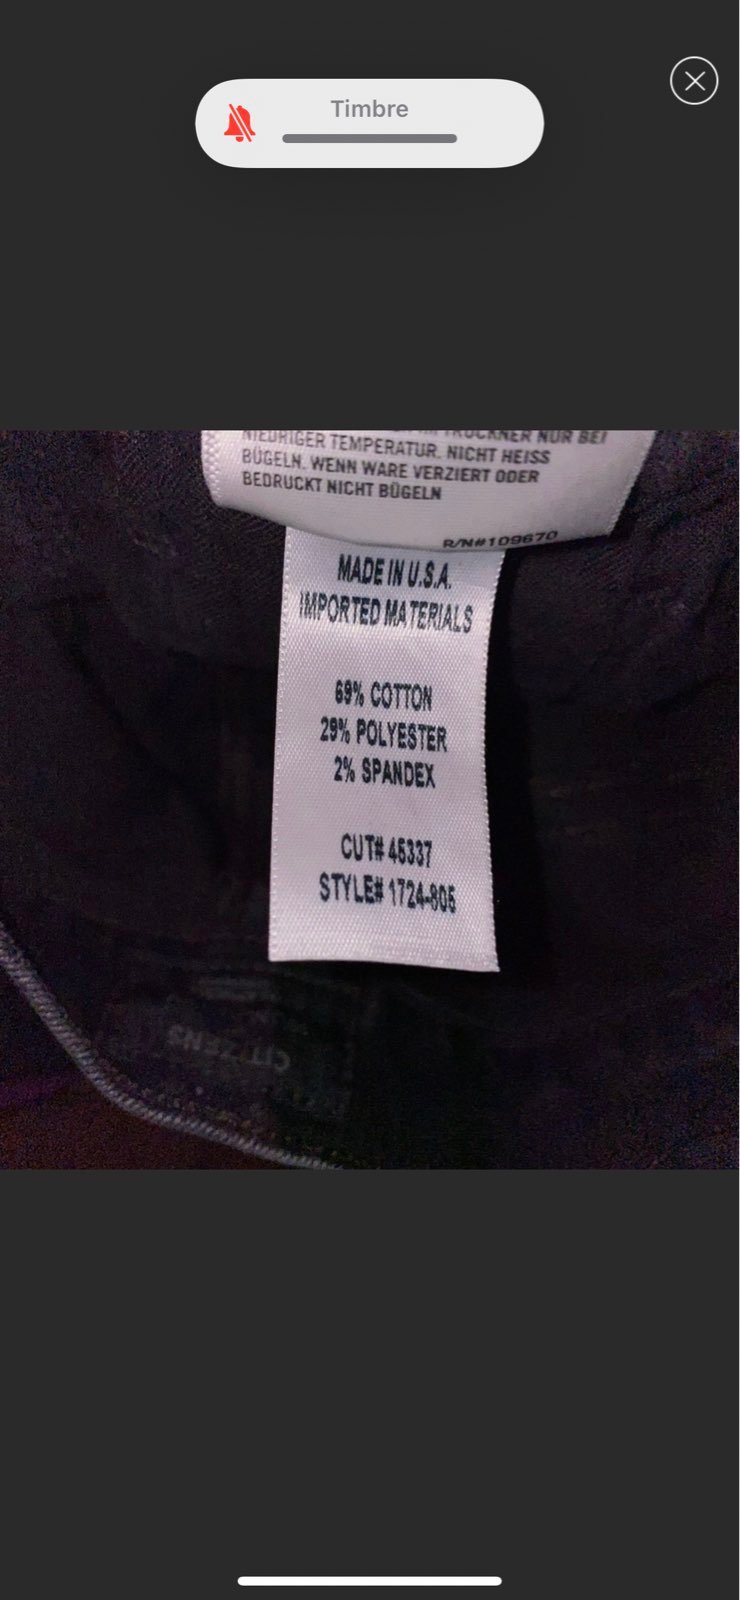 Timbre
NIEDRIGER TEMPERATUR. NICHT HEISS
BÜGELN. WENN WARE VERZIERT ODER
BEDRUCKT NICHT BÜGELN
R/N#109670
MADE IN U.S.A.
IMPORTED MATERIALS
69% COTTON
29% POLYESTER
2% SPANDEX
CUT# 45337
STYLE# 1724-805
CITIZENS